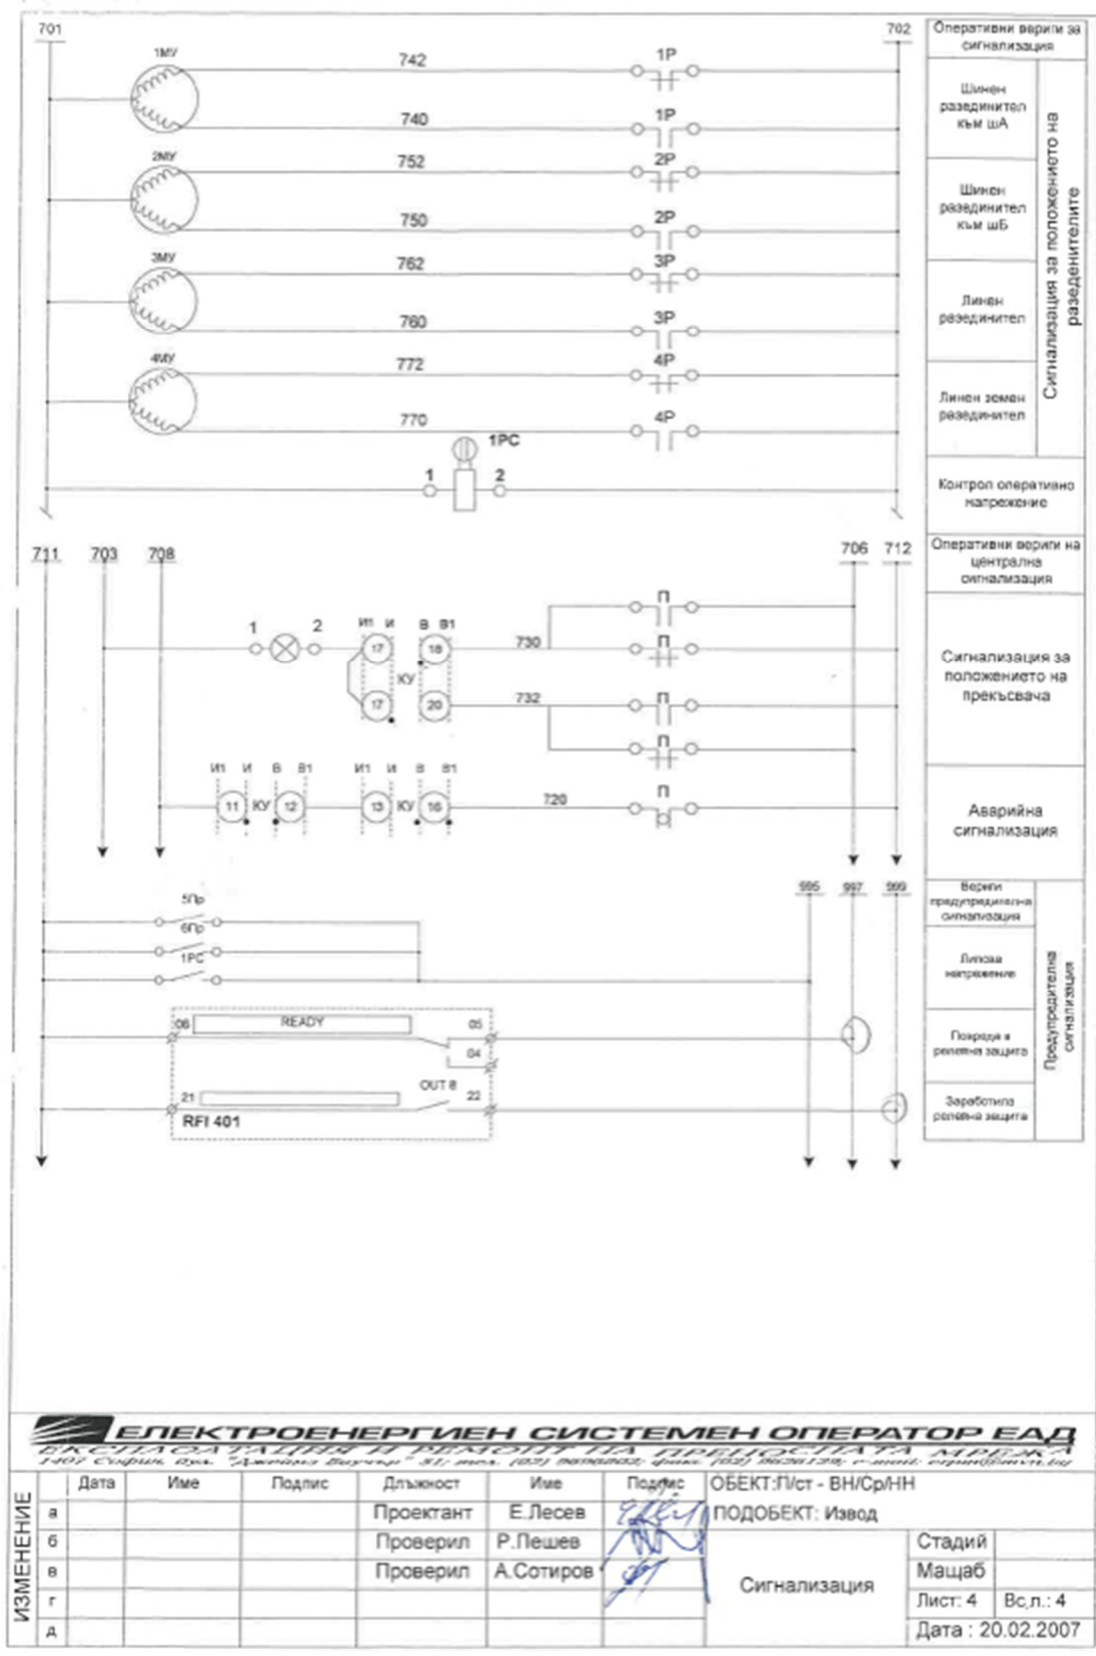 701
702
Оперативни вериги за
сигнализация
1МУ
742
1Р
740
1Р
Шинен
разединител
към шА
2МУ
752
2Р
750
2Р
Шинен
разединител
към шБ
3МУ
762
3Р
760
3Р
Линен
разединител
4МУ
772
4Р
770
4Р
Линен земен
разединител
Сигнализация за положението на
разеденителите
1РС
1
2
Контрол оперативно
напрежение
711
703
708
706
712
Оперативни вериги на
централна
сигнализация
1
2
И1 И
В В1
17
18
КУ
17
20
730
П
П
732
П
П
Сигнализация за
положението на
прекъсвача
И1 И В В1
И1 И В В1
11
КУ
12
13
КУ
16
720
П
Аварийна
сигнализация
995
997
999
Вериги
предупредителна
сигнализация
5Пр
6Пр
1РС
Липсва
напрежение
06
READY
05
04
Повреда в
релейна защита
21
OUT 8
22
RFI 401
Заработила
релейна защита
Предупредителна
сигнализация
ЕЛЕКТРОЕНЕРГИЕН СИСТЕМЕН ОПЕРАТОР ЕАД
ЕКСПЛОАТАЦИЯ И РЕМОНТ НА ПРЕНОСНАТА МРЕЖА
ИЗМЕНЕНИЕ
Дата Име Подпис Длъжност Име Подпис
ОБЕКТ:П/ст - ВН/Ср/НН
а Проектант Е.Лесев
ПОДОБЕКТ: Извод
б Проверил Р.Пешев
Стадий
в Проверил А.Сотиров
Сигнализация
Мащаб
г
Лист: 4 Вс.л.: 4
д
Дата : 20.02.2007